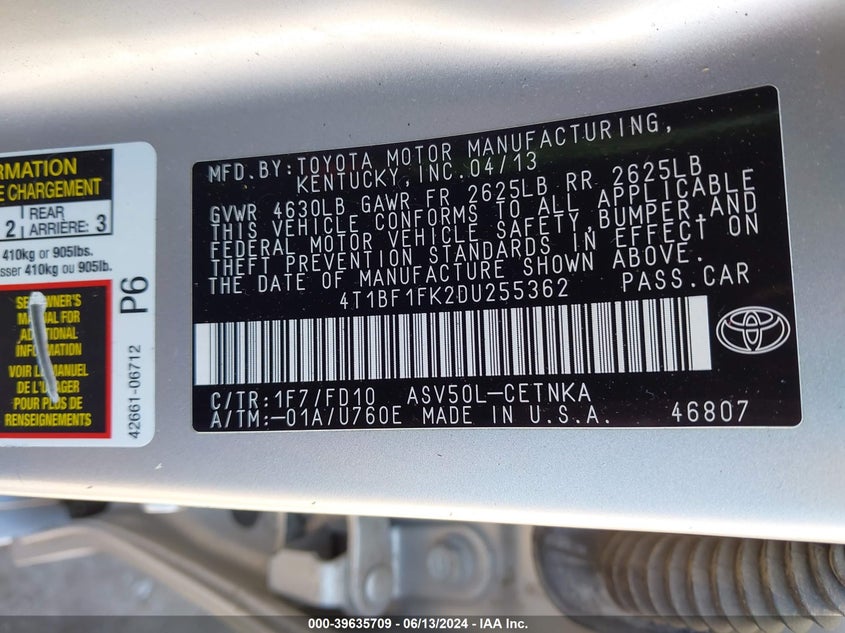 RMATION
E CHARGEMENT
2 REAR ARRIÈRE: 3
410kg or 905lbs.
sser 410kg ou 905lb.
SEE OWNER'S
MANUAL FOR
ADDITIONAL
INFORMATION
VOIR LE MANUEL
DE L'USAGER
POUR PLUS DE
RENSEIGNEMENTS
P6
42661-06712
MFD.BY:TOYOTA MOTOR MANUFACTURING,
KENTUCKY,INC.04/13
GVWR 4630LB GAWR FR 2625LB RR 2625LB
THIS VEHICLE CONFORMS TO ALL APPLICABLE
FEDERAL MOTOR VEHICLE SAFETY,BUMPER,AND
THEFT PREVENTION STANDARDS IN EFFECT ON
THE DATE OF MANUFACTURE SHOWN ABOVE.
4T1BF1FK2DU255362 PASS.CAR
C/TR:1F7/FD10 ASV50L-CETNKA
A/TM:-01A/U760E MADE IN U.S.A. 46807
000-39635709 - 06/13/2024 - IAA Inc.